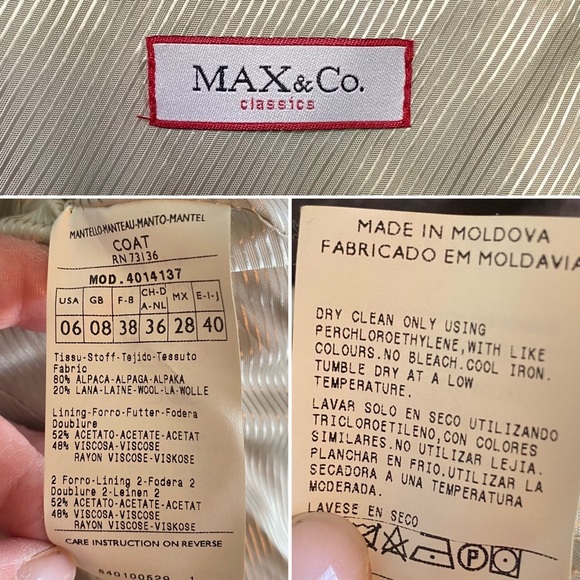 MAX&Co.
classics
MANTELLO-MANTEAU-MANTO-MANTEL
COAT
RN 73136
MOD.4014137
USA GB F-B CH-D A-NL MX E-I-J
06 08 38 36 28 40
Tissu-Stoff-Tejido-Tessuto
Fabric
80% ALPACA-ALPAGA-ALPAKA
20% LANA-LAINE-WOOL-LA-WOLLE
Lining-Forro-Futter-Fodera
Doublure
52% ACETATO-ACETATE-ACETAT
48% VISCOSA-VISCOSE
RAYON VISCOSE-VISKOSE
2 Forro-Lining 2-Fodera 2
Doublure 2-Leinen 2
52% ACETATO-ACETATE-ACETAT
48% VISCOSA-VISCOSE
RAYON VISCOSE-VISKOSE
CARE INSTRUCTION ON REVERSE
840100529 1
MADE IN MOLDOVA
FABRICADO EM MOLDAVIA
DRY CLEAN ONLY USING
PERCHLOROETHYLENE,WITH LIKE
COLOURS.NO BLEACH.COOL IRON.
TUMBLE DRY AT A LOW
TEMPERATURE.
LAVAR SOLO EN SECO UTILIZANDO
TRICLOROETILENO,CON COLORES
SIMILARES.NO UTILIZAR LEJIA.
PLANCHAR EN FRIO.UTILIZAR LA
SECADORA A UNA TEMPERATURA
MODERADA.
LAVESE EN SECO
P